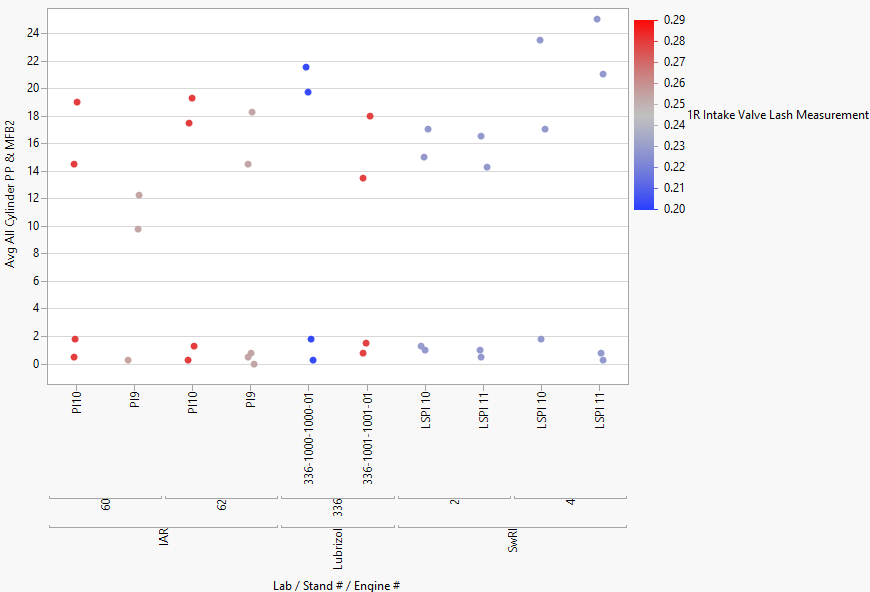 Avg All Cylinder PP & MFB2
24
22
20
18
16
14
12
10
8
6
4
2
0
PI10
PI9
PI10
PI9
336-1000-1000-01
336-1001-1001-01
LSPI 10
LSPI 11
LSPI 10
LSPI 11
60
62
336
2
4
IAR
Lubrizol
SwRI
Lab / Stand # / Engine #
0.29
0.28
0.27
0.26
0.25
0.24
0.23
0.22
0.21
0.20
1R Intake Valve Lash Measurement